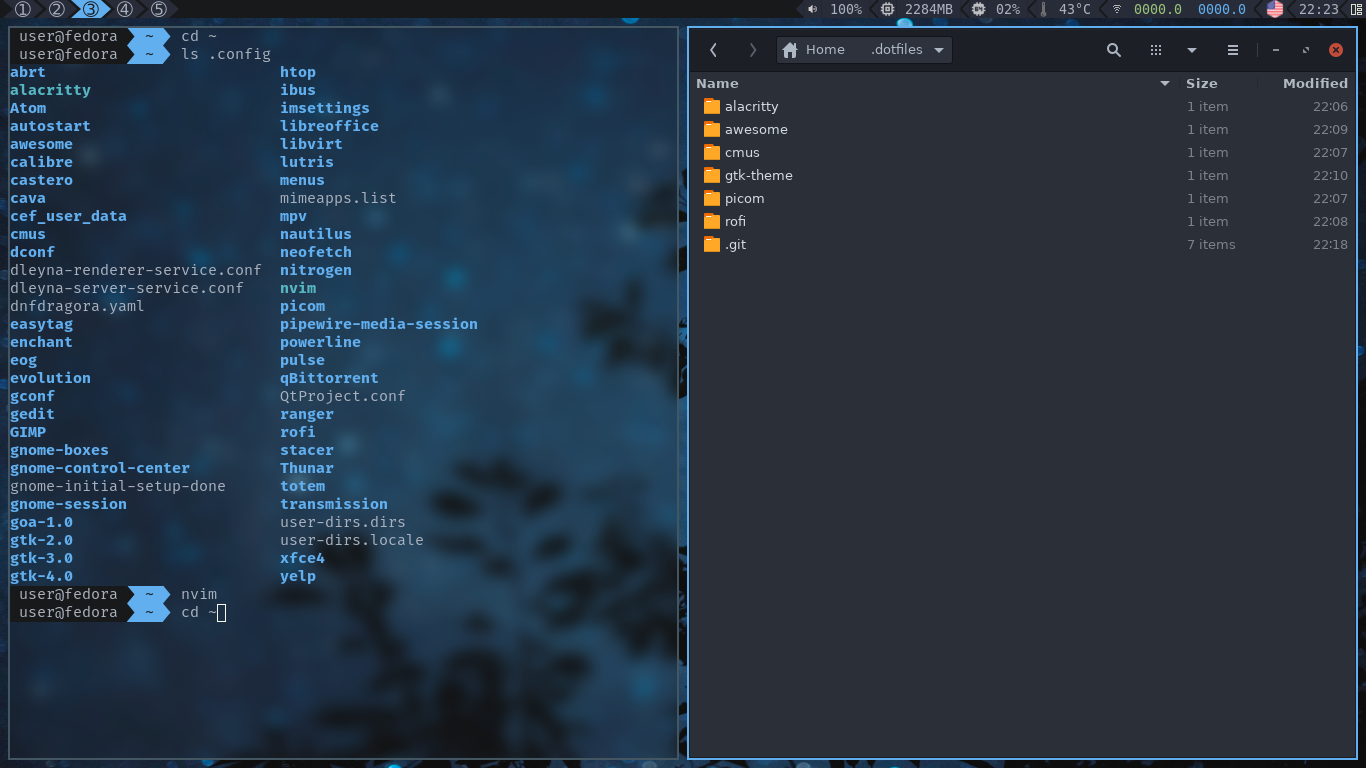 ① ② ③ ④ ⑤ 100% 2284MB 02% 43°C 0000.0 0000.0 22:23
user@fedora ~ cd ~
user@fedora ~ ls .config
abrt htop
alacritty ibus
Atom imsettings
autostart libreoffice
awesome libvirt
calibre lutris
castero menus
cava mimeapps.list
cef_user_data mpv
cmus nautilus
dconf neofetch
dleyna-renderer-service.conf nitrogen
dleyna-server-service.conf nvim
dnfdragora.yaml picom
easytag pipewire-media-session
enchant powerline
eog pulse
evolution qBittorrent
gconf QtProject.conf
gedit ranger
GIMP rofi
gnome-boxes stacer
gnome-control-center Thunar
gnome-initial-setup-done totem
gnome-session transmission
goa-1.0 user-dirs.dirs
gtk-2.0 user-dirs.locale
gtk-3.0 xfce4
gtk-4.0 yelp
user@fedora ~ nvim
user@fedora ~ cd ~
Home .dotfiles
Name Size Modified
alacritty 1 item 22:06
awesome 1 item 22:09
cmus 1 item 22:07
gtk-theme 1 item 22:10
picom 1 item 22:07
rofi 1 item 22:08
.git 7 items 22:18